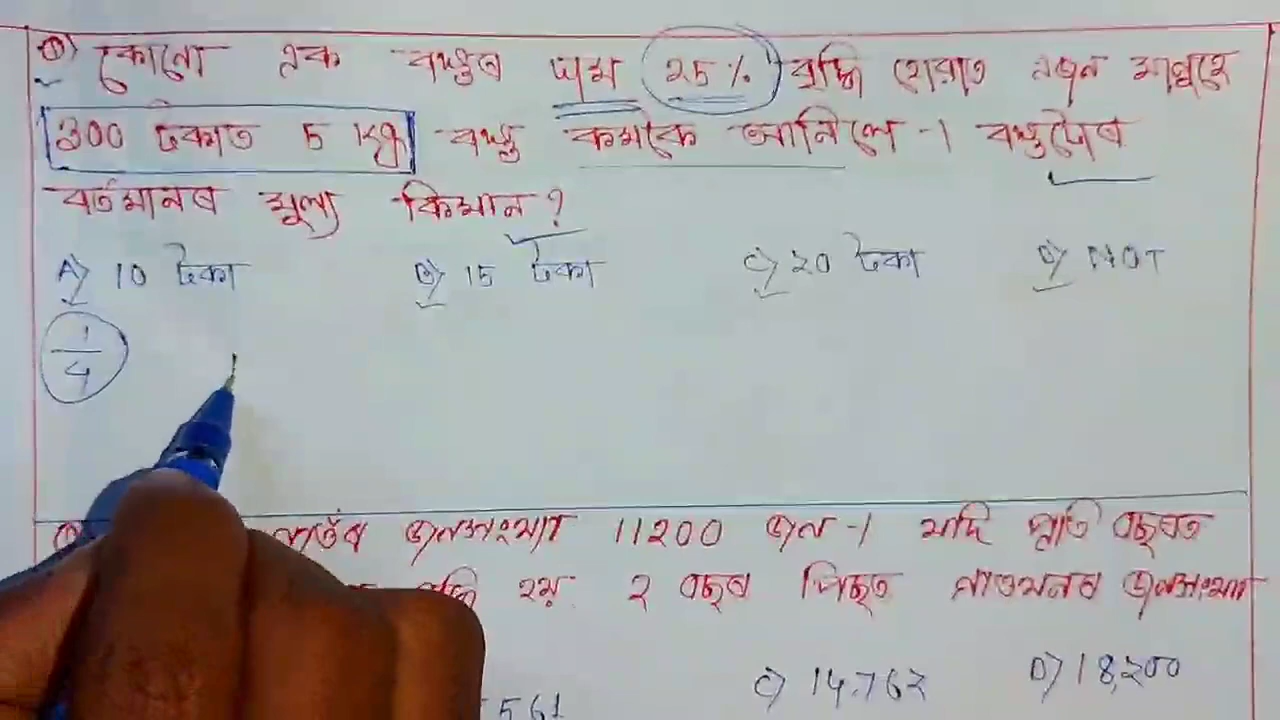 কোনো এক বস্তুৰ দাম 25% বৃদ্ধি হোৱাত এজন মানুহে
300 টকাত 5 Kg বস্তু কমকৈ আনিলে। বস্তুটোৰ
বৰ্তমানৰ মূল্য কিমান?
A) 10 টকা B) 15 টকা C) 20 টকা D) NOT
1/4
জনসংখ্যা 11200 জন। যদি প্ৰতি বছৰত
হয়. 2 বছৰ পিছত জনসংখ্যা
561 C) 14,762 D) 18,200